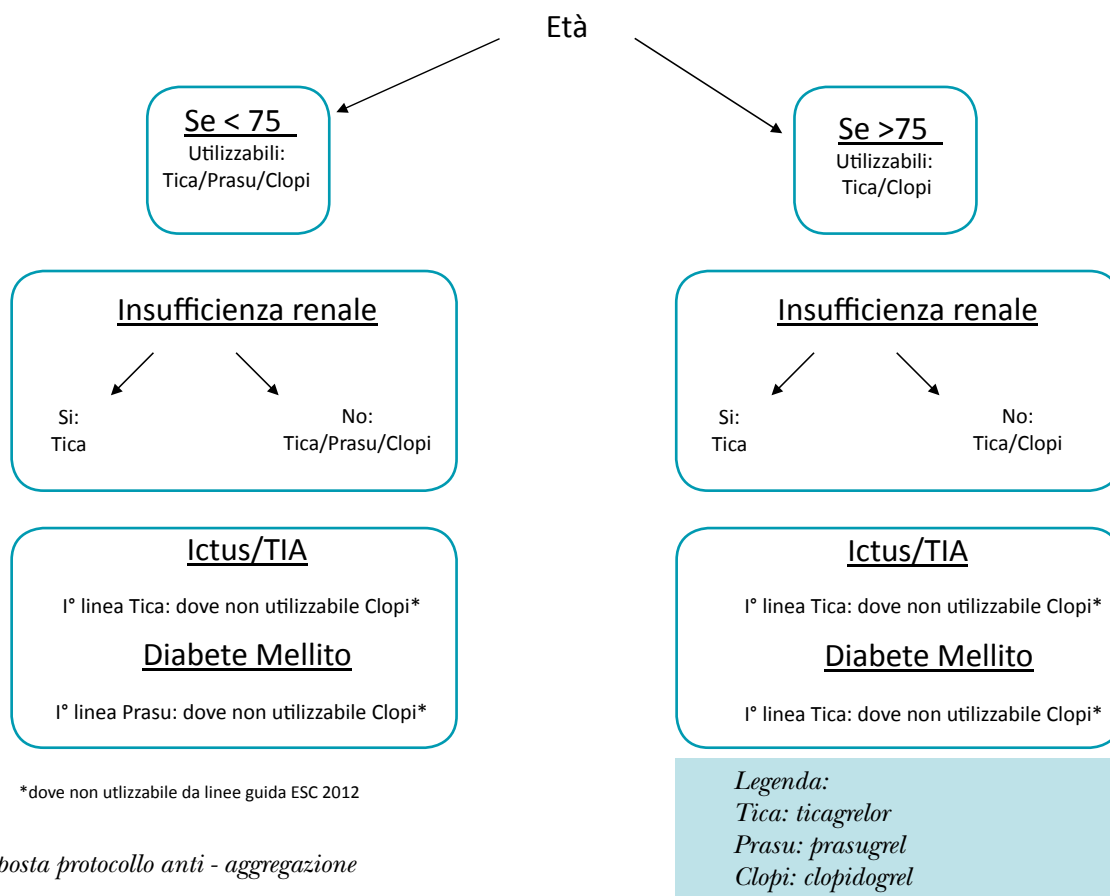 Età
Se < 75
Utilizzabili:
Tica/Prasu/Clopi
Insufficienza renale
Si:
Tica
No:
Tica/Prasu/Clopi
Ictus/TIA
I° linea Tica: dove non utilizzabile Clopi*
Diabete Mellito
I° linea Prasu: dove non utilizzabile Clopi*
*dove non utlizzabile da linee guida ESC 2012
posta protocollo anti - aggregazione
Se >75
Utilizzabili:
Tica/Clopi
Insufficienza renale
Si:
Tica
No:
Tica/Clopi
Ictus/TIA
I° linea Tica: dove non utilizzabile Clopi*
Diabete Mellito
I° linea Tica: dove non utilizzabile Clopi*
Legenda:
Tica: ticagrelor
Prasu: prasugrel
Clopi: clopidogrel